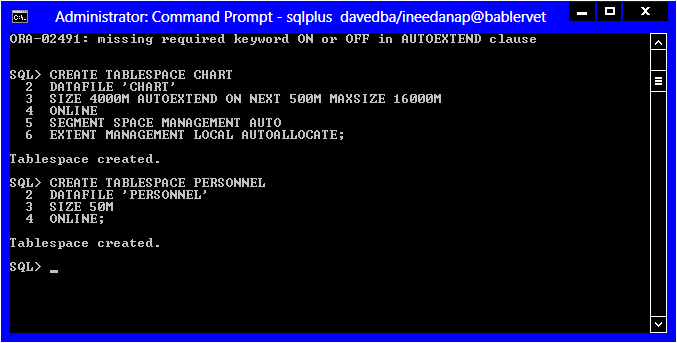 Administrator: Command Prompt - sqlplus  davedba/ineedanap@bablervet
ORA-02491: missing required keyword ON or OFF in AUTOEXTEND clause
SQL> CREATE TABLESPACE CHART
  2  DATAFILE 'CHART'
  3  SIZE 4000M AUTOEXTEND ON NEXT 500M MAXSIZE 16000M
  4  ONLINE
  5  SEGMENT SPACE MANAGEMENT AUTO
  6  EXTENT MANAGEMENT LOCAL AUTOALLOCATE;
Tablespace created.
SQL> CREATE TABLESPACE PERSONNEL
  2  DATAFILE 'PERSONNEL'
  3  SIZE 50M
  4  ONLINE;
Tablespace created.
SQL> _